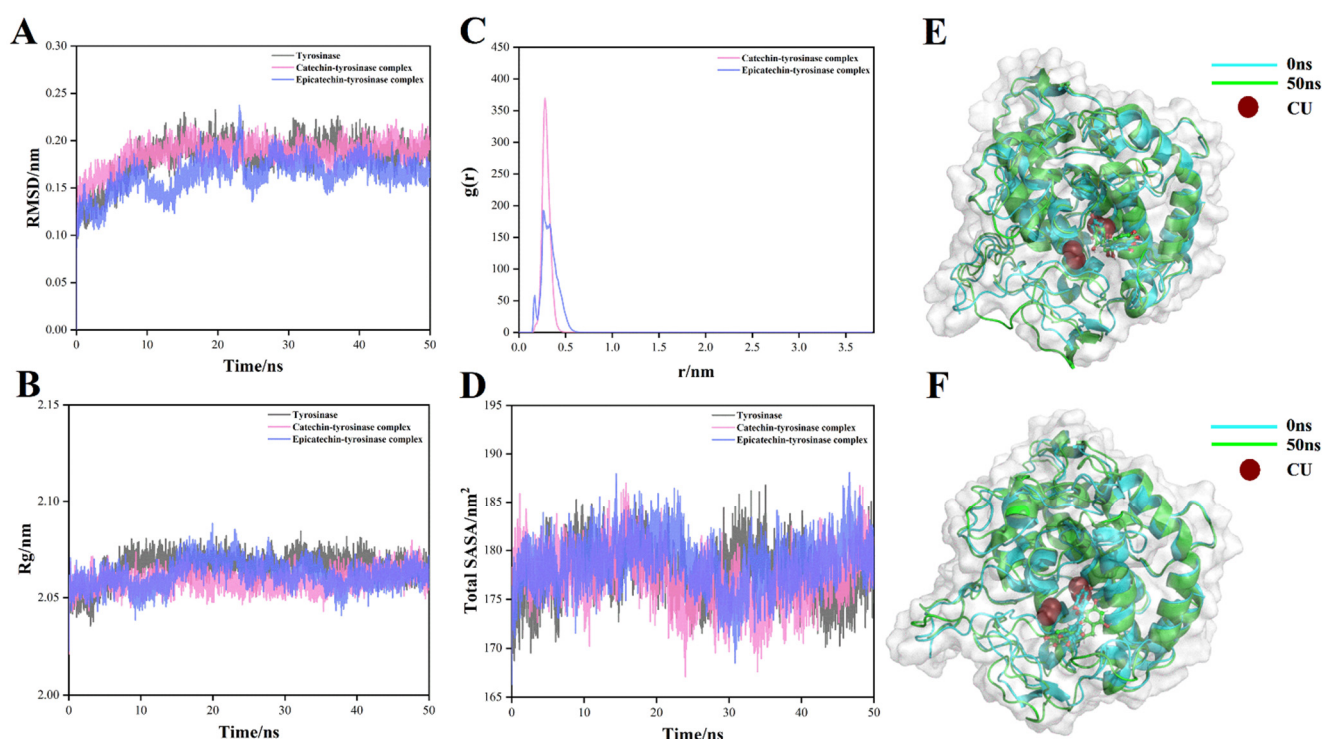 A
RMSD/nm
0.30
0.25
0.20
0.15
0.10
0.05
0.00
0
10
20
30
40
50
Time/ns
Tyrosinase
Catechin-tyrosinase complex
Epicatechin-tyrosinase complex
B
Rg/nm
2.15
2.10
2.05
2.00
0
10
20
30
40
50
Time/ns
Tyrosinase
Catechin-tyrosinase complex
Epicatechin-tyrosinase complex
C
g(r)
450
400
350
300
250
200
150
100
50
0
0.0
0.5
1.0
1.5
2.0
2.5
3.0
3.5
r/nm
Catechin-tyrosinase complex
Epicatechin-tyrosinase complex
D
Total SASA/nm²
195
190
185
180
175
170
165
0
10
20
30
40
50
Time/ns
Tyrosinase
Catechin-tyrosinase complex
Epicatechin-tyrosinase complex
E
0ns
50ns
CU
F
0ns
50ns
CU